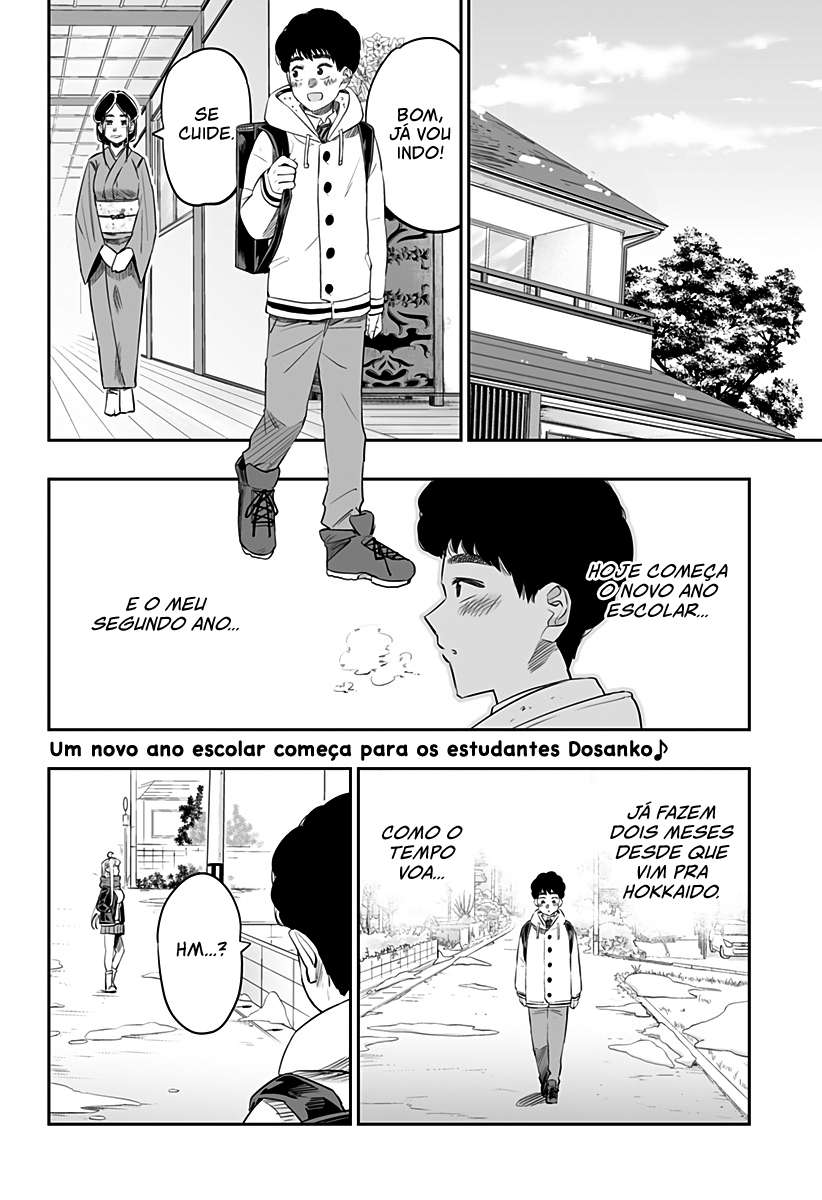 BOM,
JÁ VOU
INDO!
SE
CUIDE.
HOJE COMEÇA
O NOVO ANO
ESCOLAR...
E O MEU
SEGUNDO ANO...
Um novo ano escolar começa para os estudantes Dosanko♪
JÁ FAZEM
DOIS MESES
DESDE QUE
VIM PRA
HOKKAIDO.
COMO O
TEMPO
VOA...
HM...?